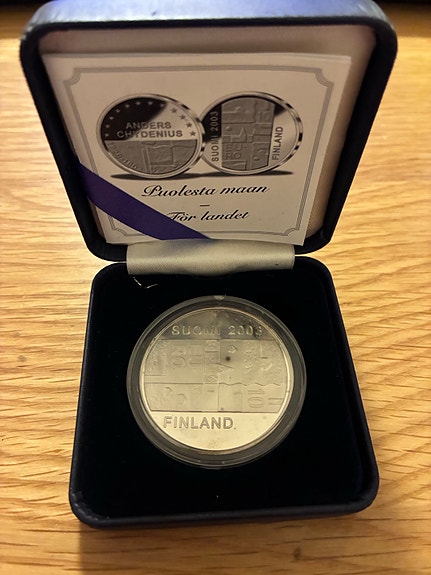 ANDERS
CHYDENIUS
SUOMI 2003
FINLAND
Puolesta maan
–
För landet
SUOMI 2003
FINLAND